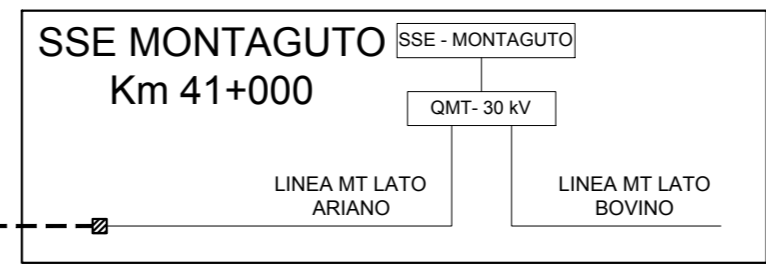 SSE MONTAGUTO
Km 41+000
SSE - MONTAGUTO
QMT- 30 kV
LINEA MT LATO
ARIANO
LINEA MT LATO
BOVINO